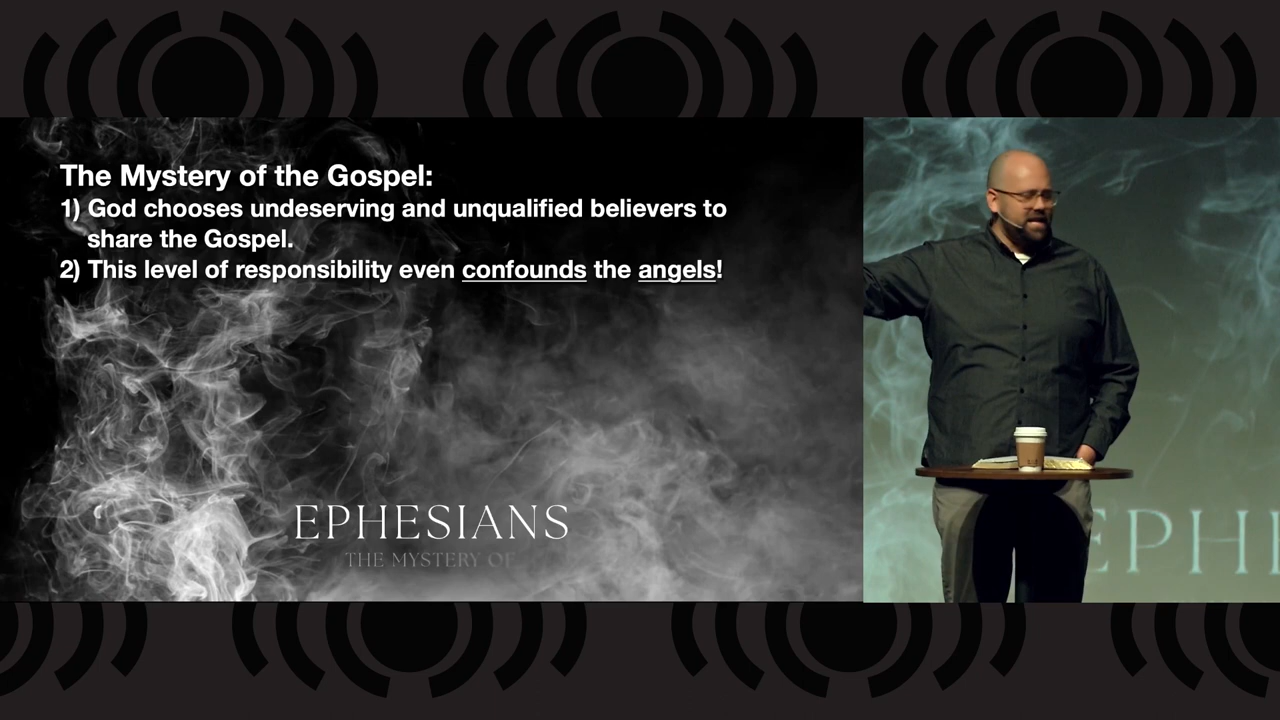 The Mystery of the Gospel:
1) God chooses undeserving and unqualified believers to
share the Gospel.
2) This level of responsibility even confounds the angels!
EPHESIANS
THE MYSTERY OF
EPH